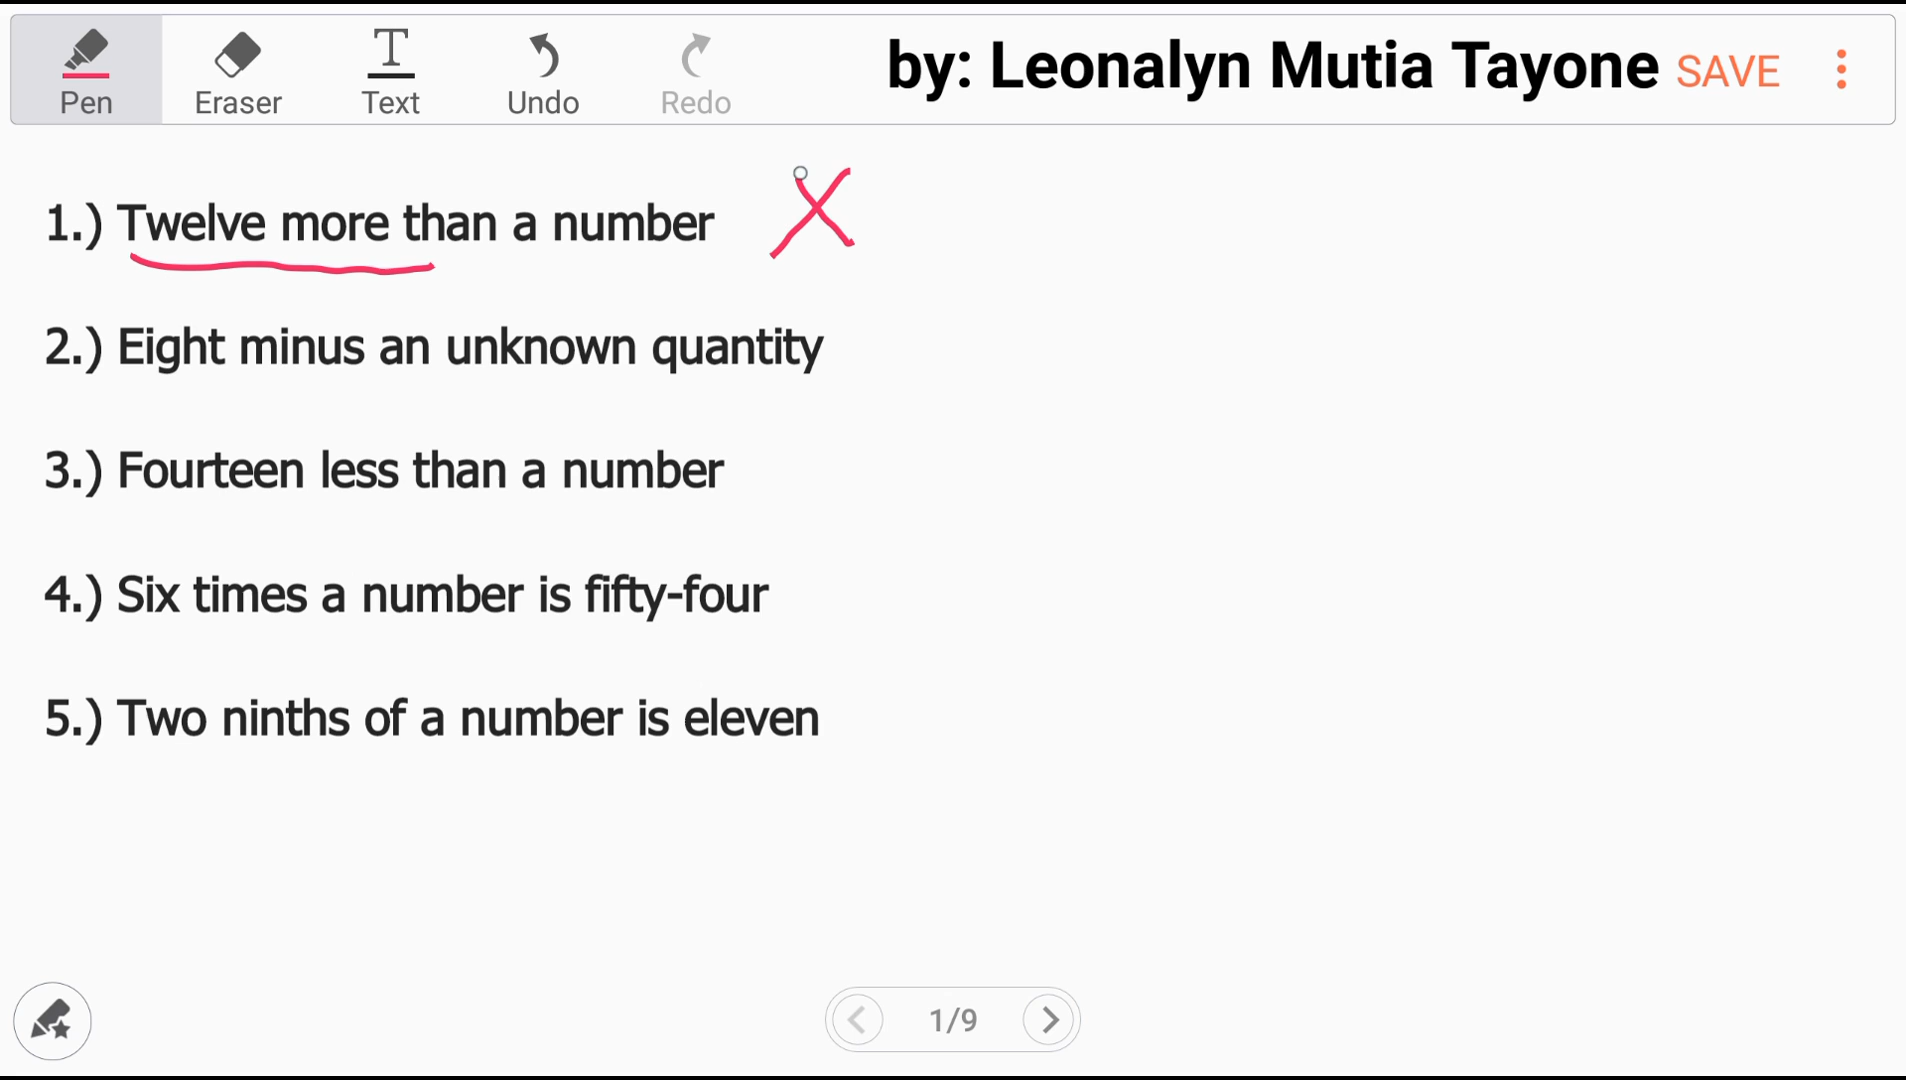 Pen Eraser Text Undo Redo by: Leonalyn Mutia Tayone SAVE
1.) Twelve more than a number X
2.) Eight minus an unknown quantity
3.) Fourteen less than a number
4.) Six times a number is fifty-four
5.) Two ninths of a number is eleven
1/9